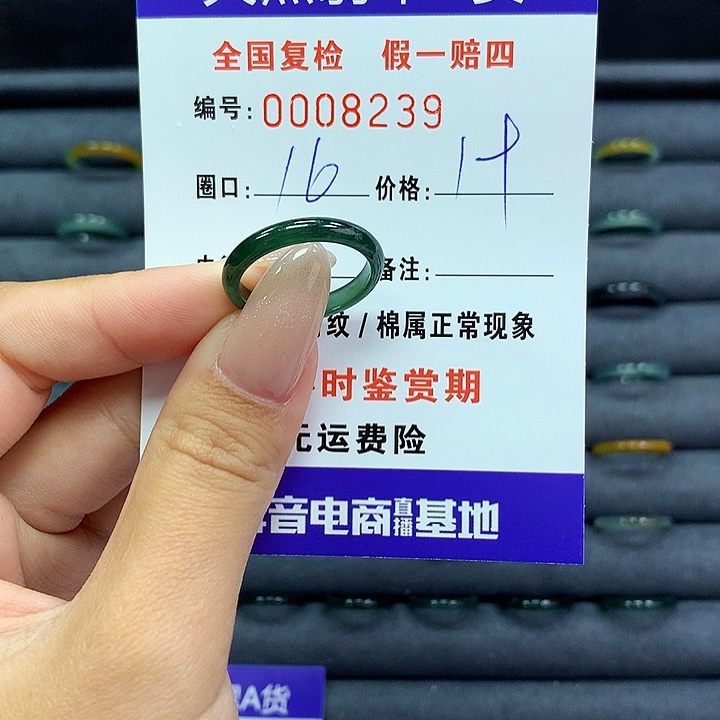 全国复检 假一赔四
编号: 0008239
圈口: 16 价格: 14
备注:
纹 / 棉属正常现象
时鉴赏期
无运费险
音电商直播基地
A货